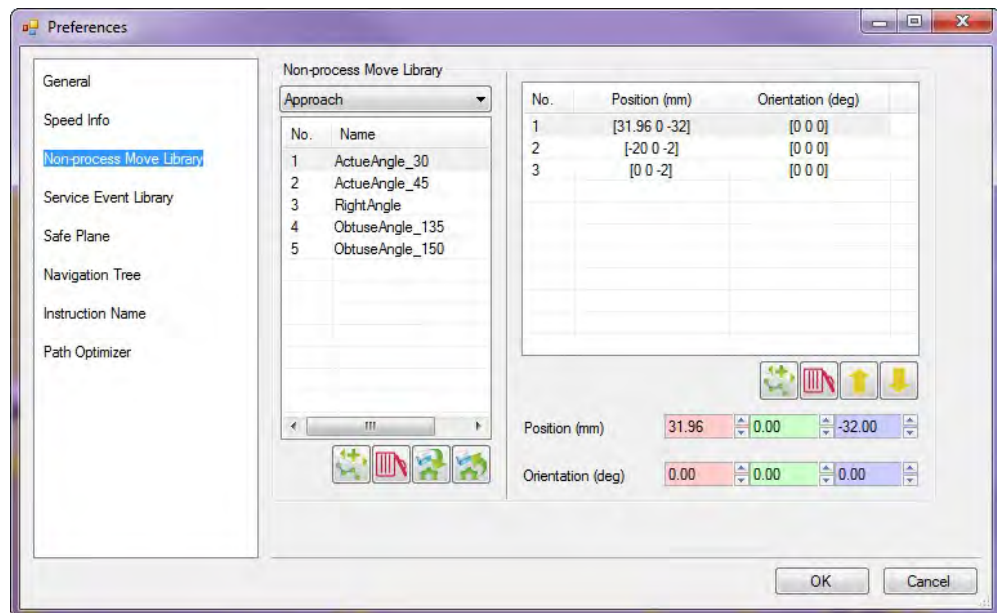 Preferences
General
Speed Info
Non-process Move Library
Service Event Library
Safe Plane
Navigation Tree
Instruction Name
Path Optimizer
Non-process Move Library
Approach
No. Name
1 ActueAngle_30
2 ActueAngle_45
3 RightAngle
4 ObtuseAngle_135
5 ObtuseAngle_150
No. Position (mm) Orientation (deg)
1 [31.96 0 -32] [0 0 0]
2 [-20 0 -2] [0 0 0]
3 [0 0 -2] [0 0 0]
Position (mm) 31.96 0.00 -32.00
Orientation (deg) 0.00 0.00 0.00
OK Cancel